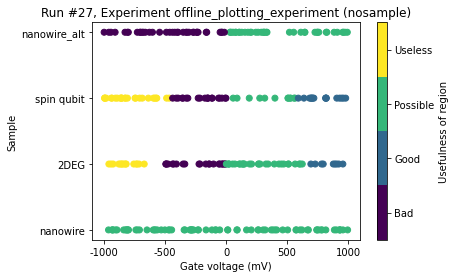 Run #27, Experiment offline_plotting_experiment (nosample)
nanowire_alt
spin qubit
2DEG
nanowire
Sample
-1000
-500
0
500
1000
Gate voltage (mV)
Useless
Possible
Good
Bad
Usefulness of region